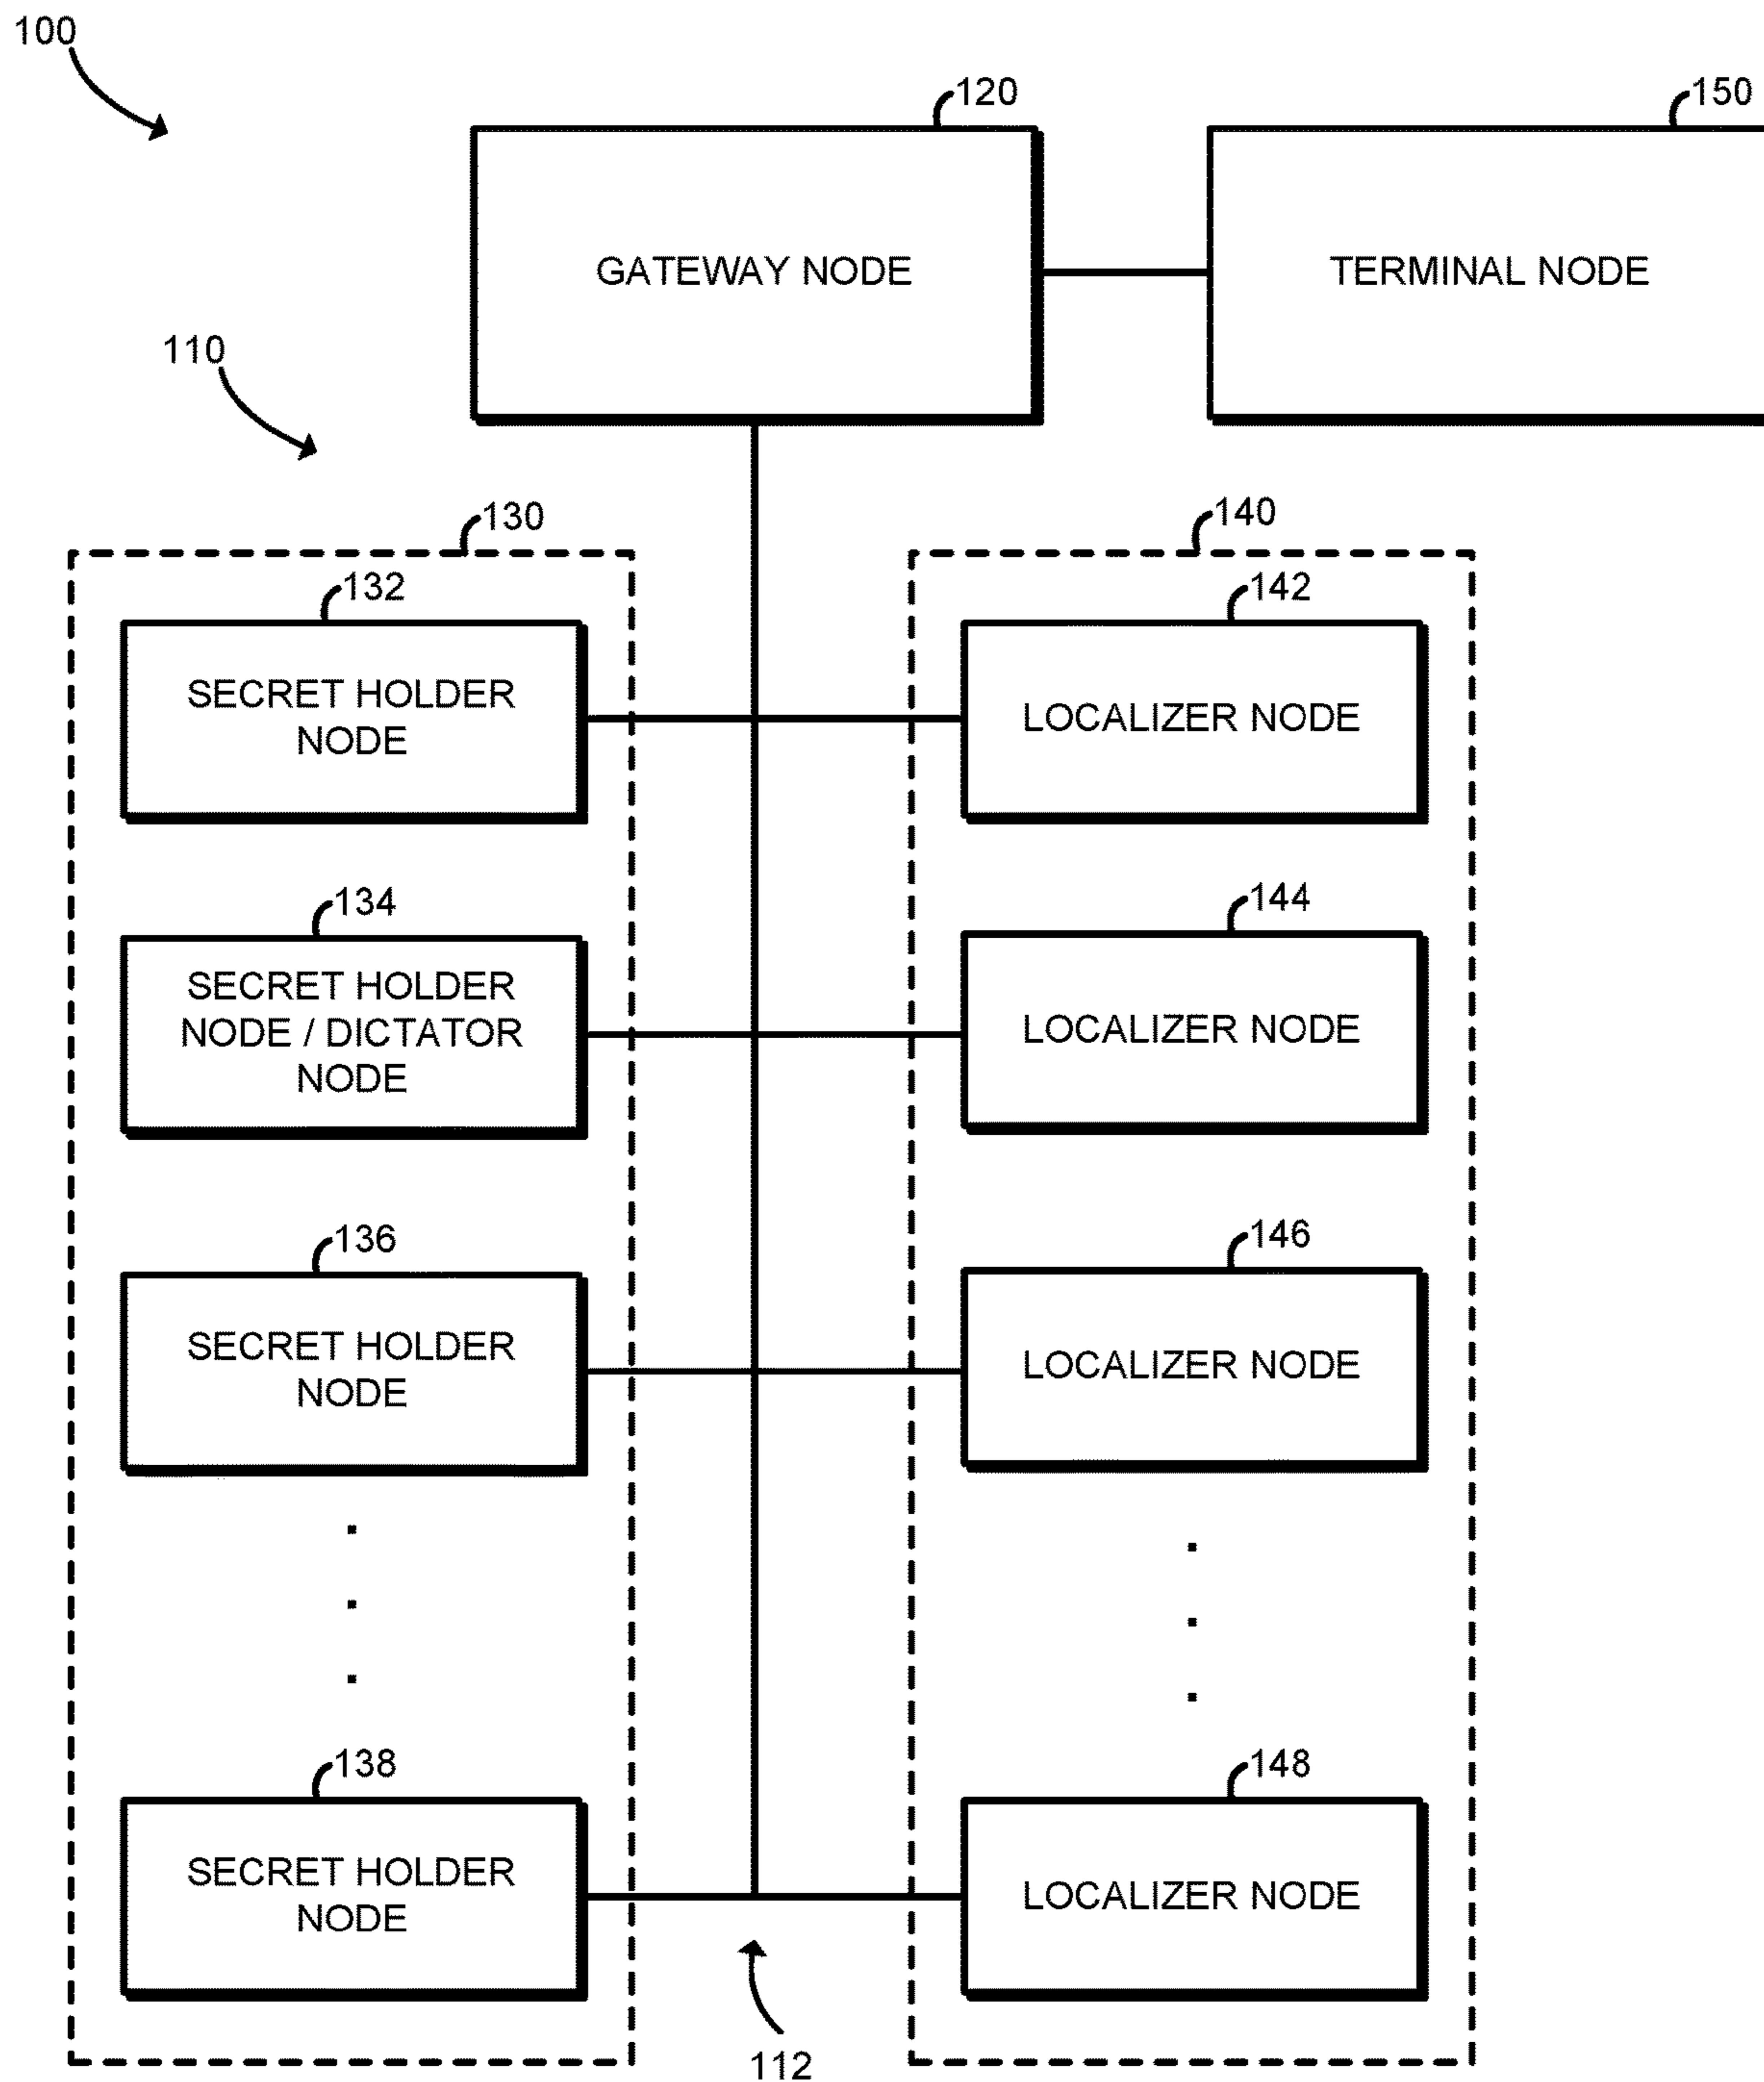 100
120
150
GATEWAY NODE
TERMINAL NODE
110
130
140
132
142
SECRET HOLDER
NODE
LOCALIZER NODE
134
144
SECRET HOLDER
NODE / DICTATOR
NODE
LOCALIZER NODE
136
146
SECRET HOLDER
NODE
LOCALIZER NODE
138
148
SECRET HOLDER
NODE
LOCALIZER NODE
112